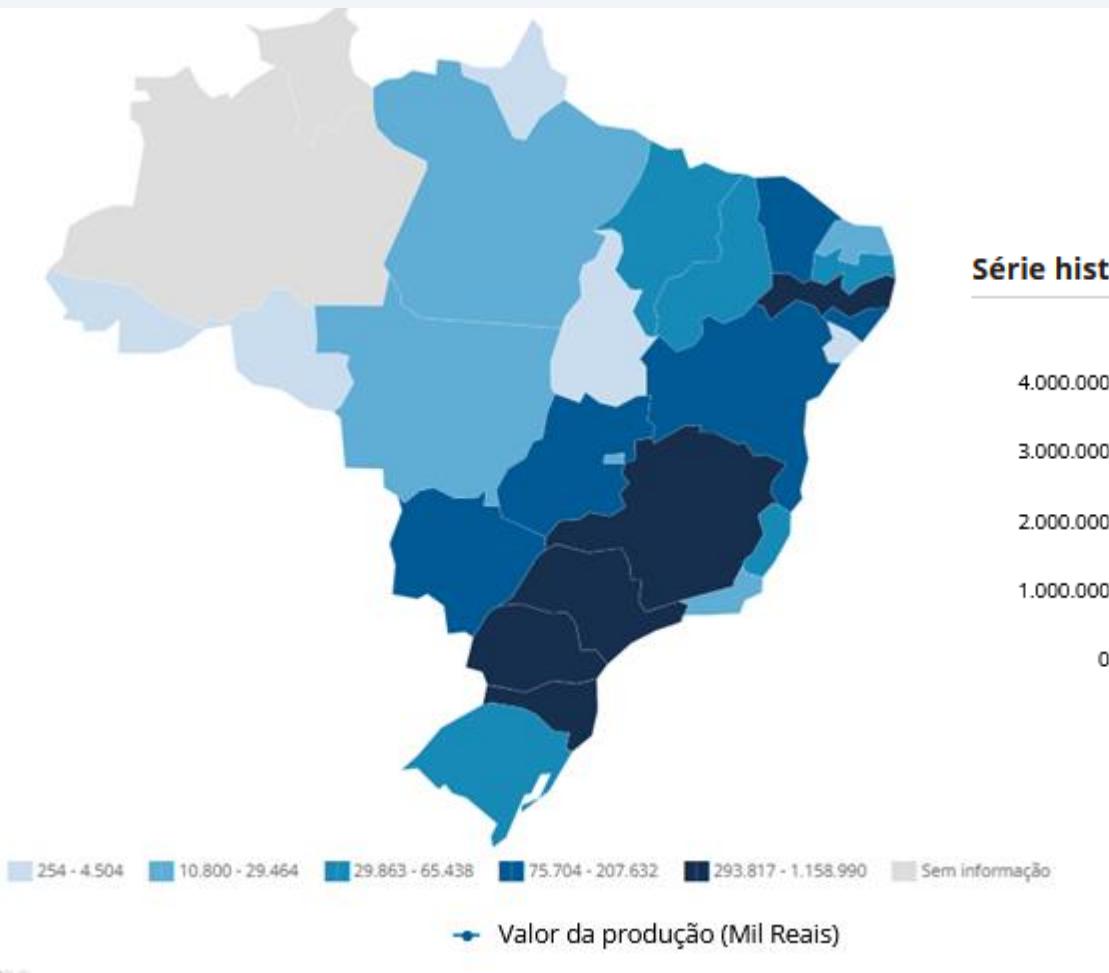 Série hist
4.000.000
3.000.000
2.000.000
1.000.000
0
254 - 4.504 10.800 - 29.464 29.863 - 65.438 75.704 - 207.632 293.817 - 1.158.990 Sem informação
Valor da produção (Mil Reais)